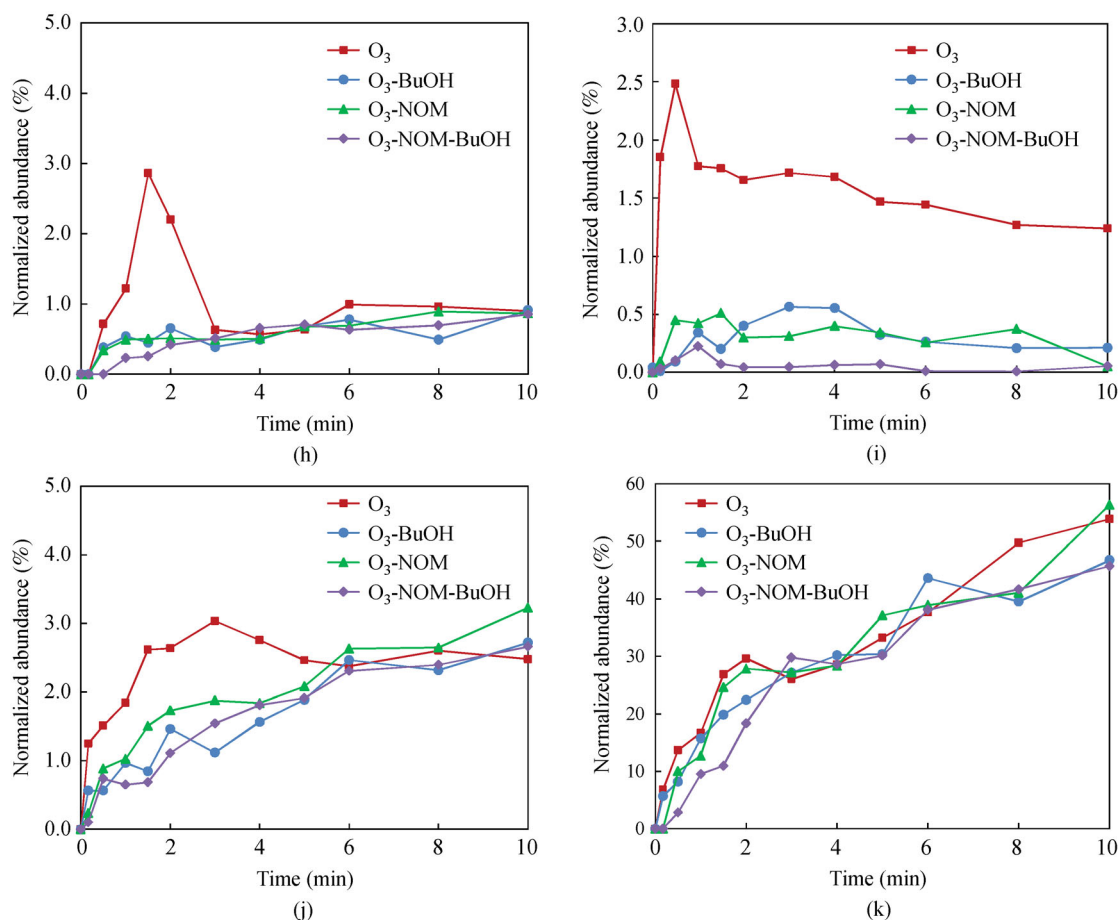 5.0
4.0
3.0
2.0
1.0
0.0
Normalized abundance (%)
O₃
O₃-BuOH
O₃-NOM
O₃-NOM-BuOH
0 2 4 6 8 10
Time (min)
(h)
3.0
2.5
2.0
1.5
1.0
0.5
0.0
Normalized abundance (%)
O₃
O₃-BuOH
O₃-NOM
O₃-NOM-BuOH
0 2 4 6 8 10
Time (min)
(i)
5.0
4.0
3.0
2.0
1.0
0.0
Normalized abundance (%)
O₃
O₃-BuOH
O₃-NOM
O₃-NOM-BuOH
0 2 4 6 8 10
Time (min)
(j)
60
50
40
30
20
10
0
Normalized abundance (%)
O₃
O₃-BuOH
O₃-NOM
O₃-NOM-BuOH
0 2 4 6 8 10
Time (min)
(k)